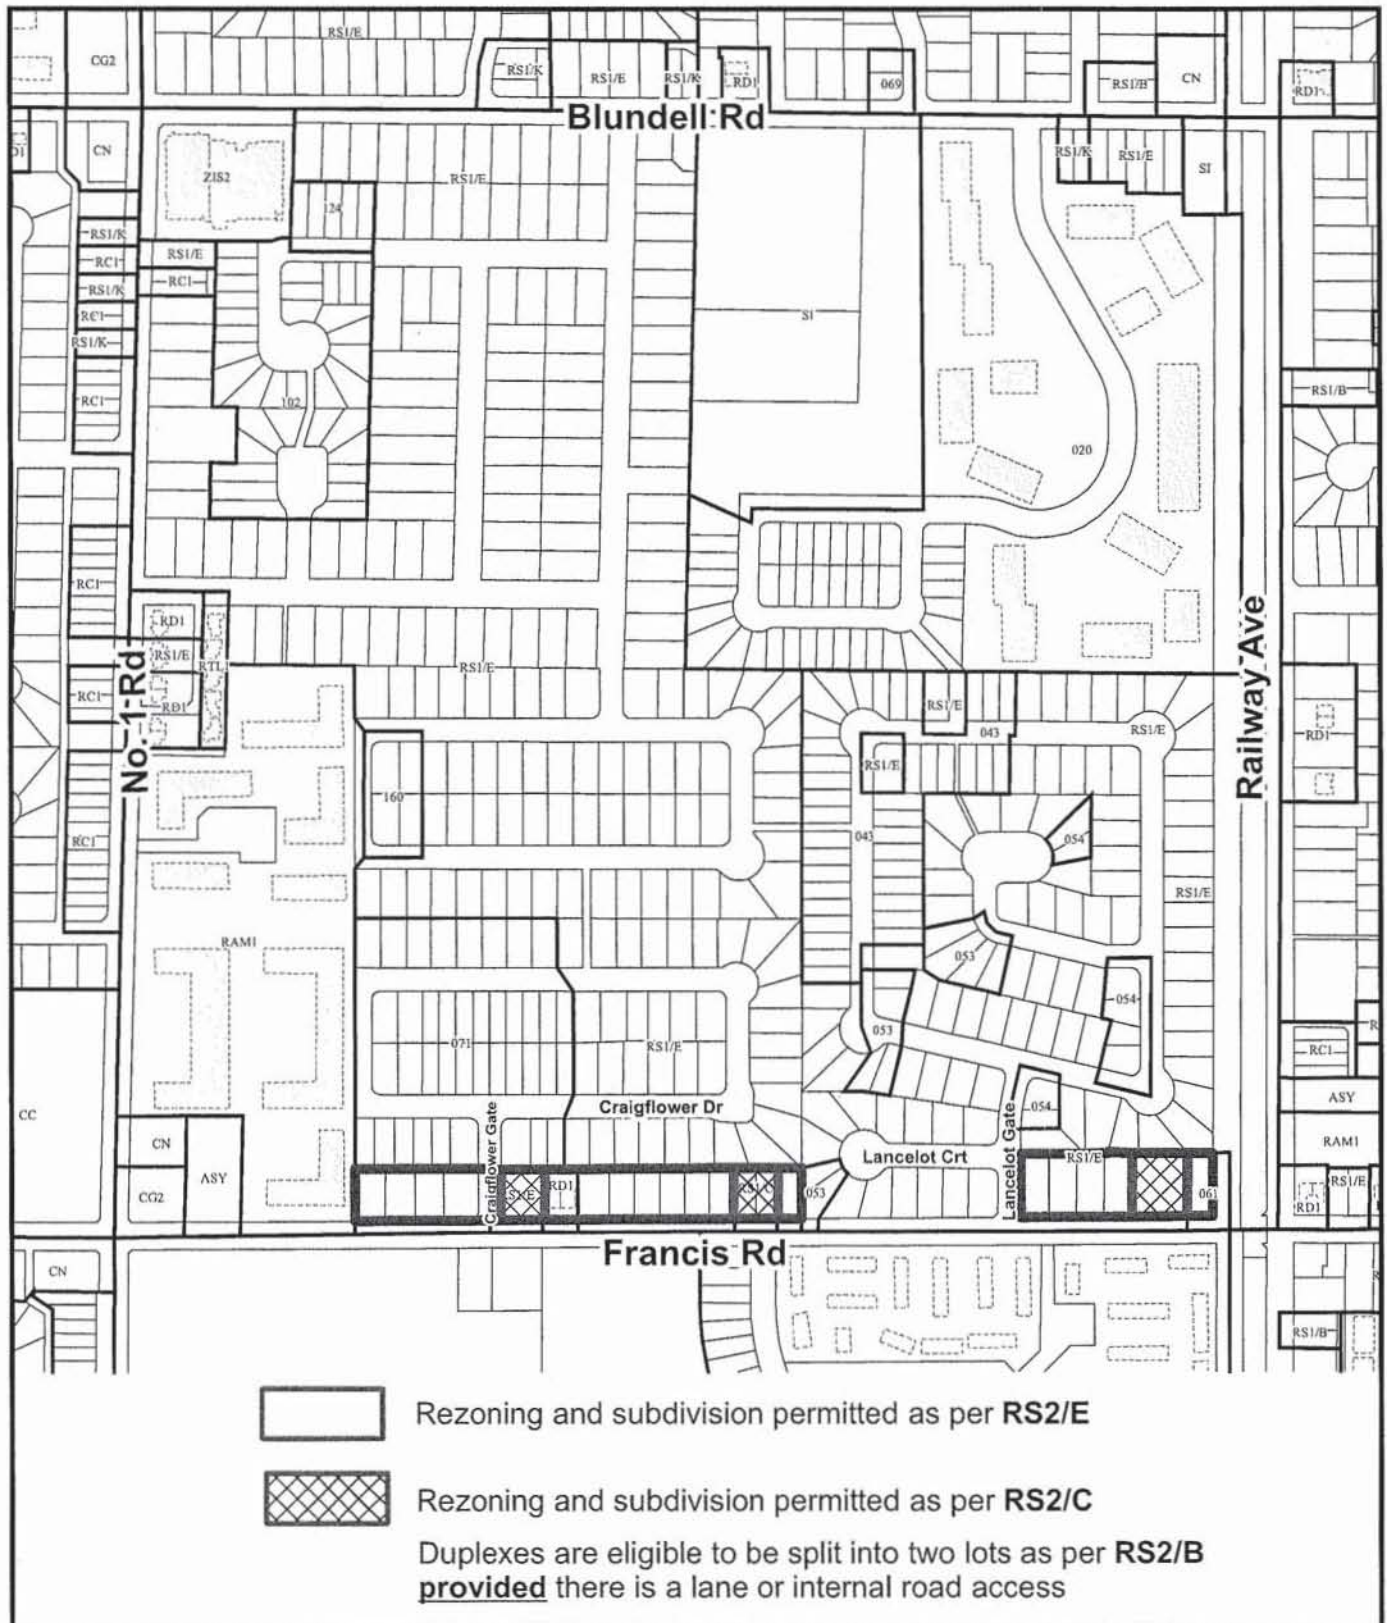 RS1/E
CG2
RS1/K
RS1/E
RS1/K
RD1
069
RS1/B
CN
RD1
Blundell Rd
CN
ZIS2
RS1/E
RS1/K
RS1/E
SI
124
RS1/K
RS1/E
RC1
RC1
RS1/K
RC1
SI
RS1/K
RS1/B
RC1
102
020
RC1
RD1
RS1/E
RTL
RS1/E
RC1
RD1
No. 1 Rd
Railway Ave
RS1/E
043
RS1/E
RD1
RS1/E
160
043
054
RC1
RS1/E
RAM1
053
054
053
071
RS1/E
RC1
ASY
CC
Craigflower Dr
054
CN
RAM1
Craigflower Gate
Lancelot Crt
Lancelot Gate
RS1/E
ASY
CG2
RD1
053
061
RS1/E
RD1
Francis Rd
CN
RS1/B
Rezoning and subdivision permitted as per RS2/E
Rezoning and subdivision permitted as per RS2/C
Duplexes are eligible to be split into two lots as per RS2/B
provided there is a lane or internal road access